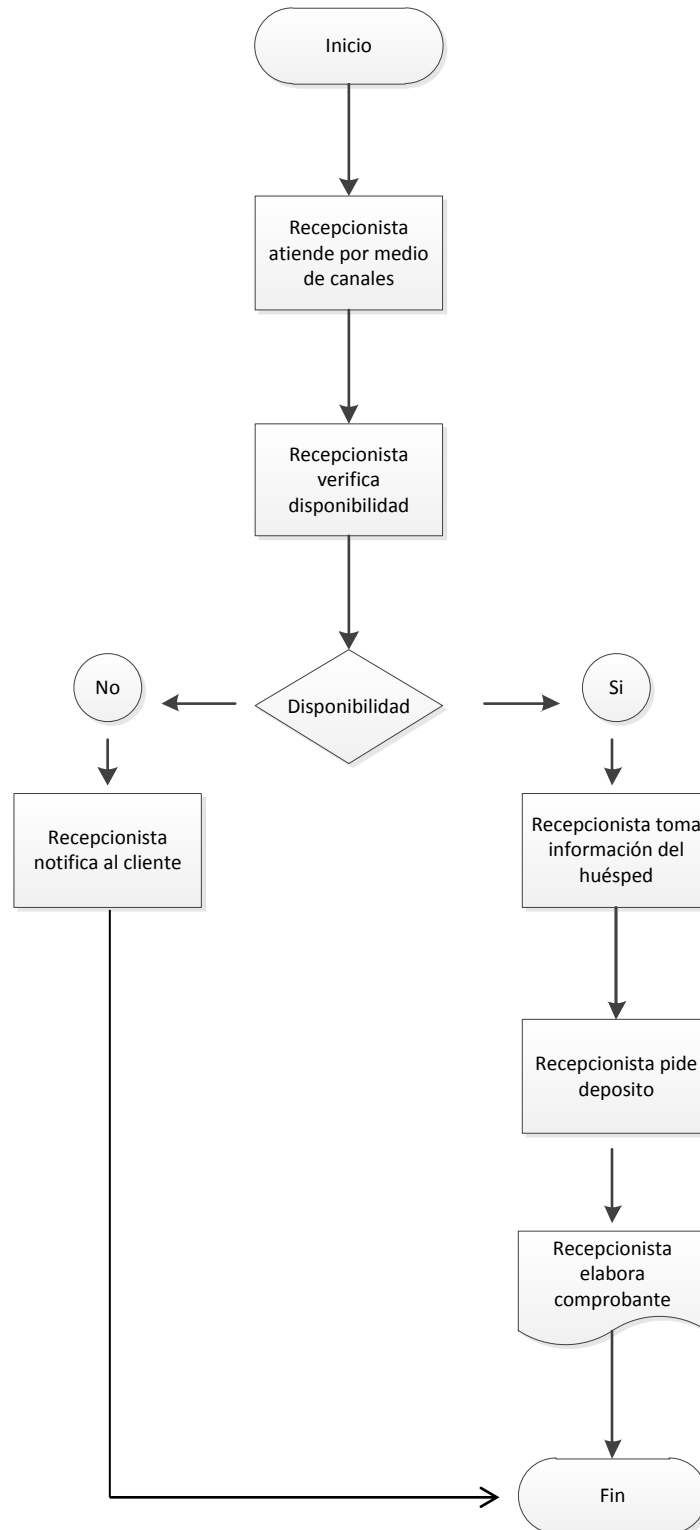 Inicio
Recepcionista
atiende por medio
de canales
Recepcionista
verifica
disponibilidad
No
Disponibilidad
Si
Recepcionista
notifica al cliente
Recepcionista toma
información del
huésped
Recepcionista pide
deposito
Recepcionista
elabora
comprobante
Fin